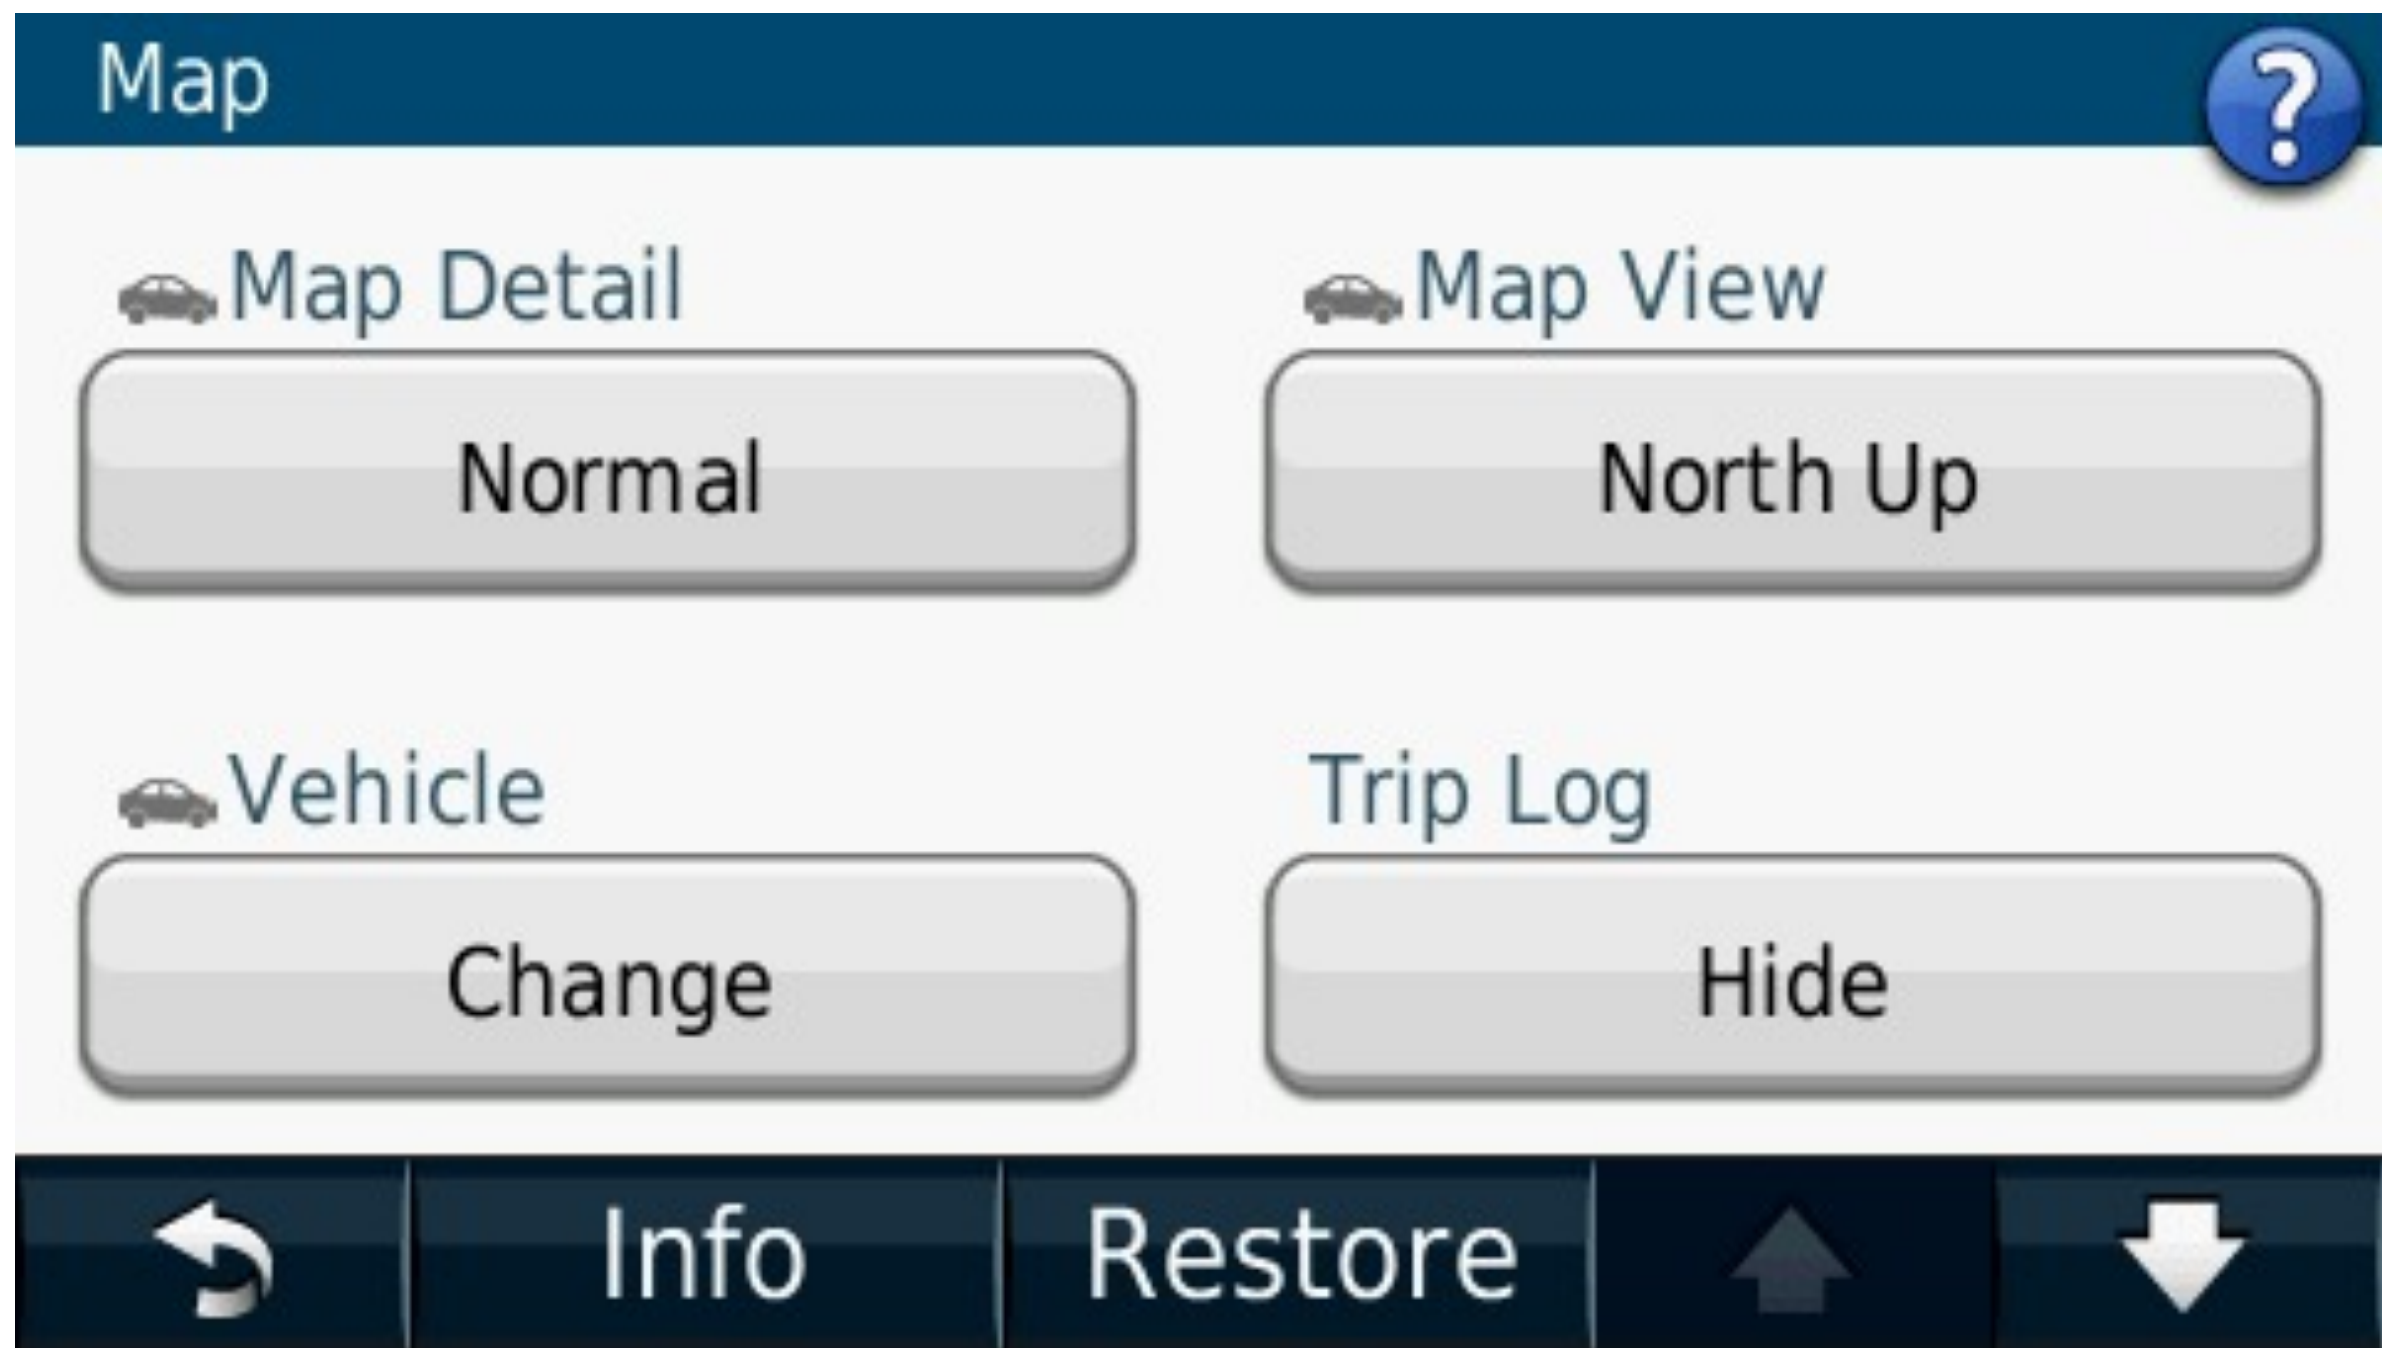 Map
?
Map Detail
Map View
Normal
North Up
Vehicle
Trip Log
Change
Hide
Info
Restore